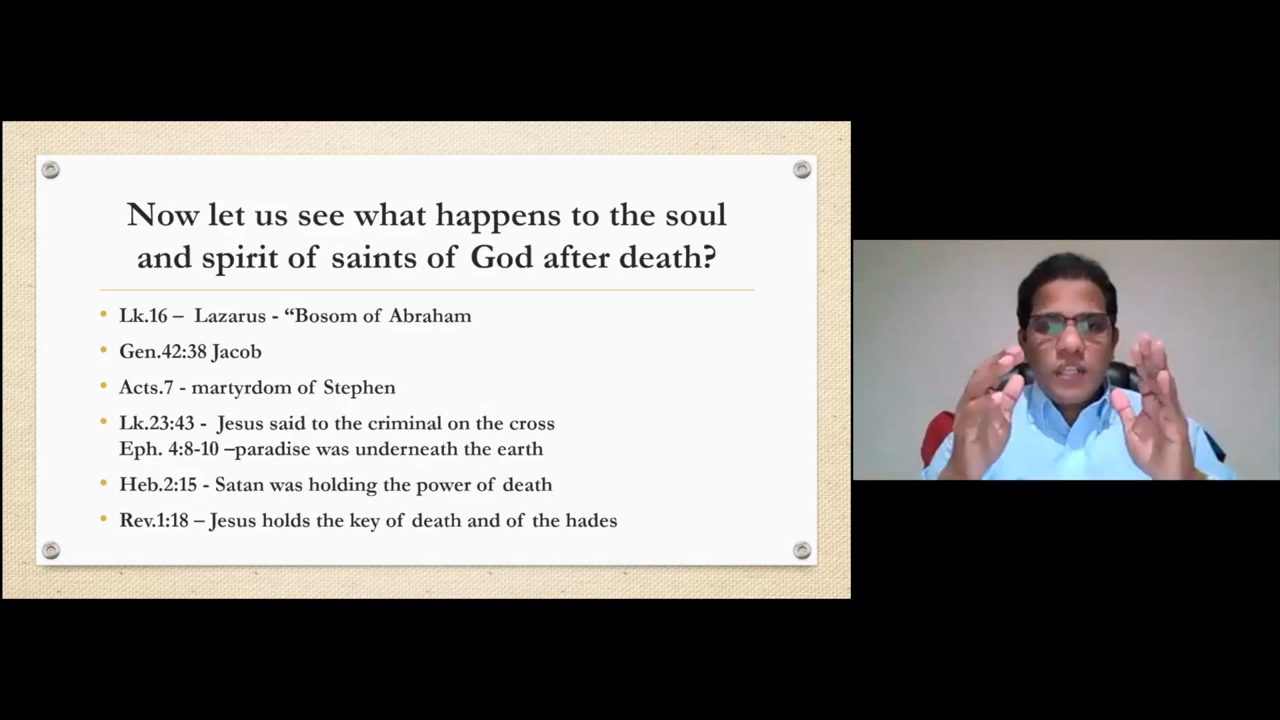 Now let us see what happens to the soul
and spirit of saints of God after death?
Lk.16 – Lazarus - “Bosom of Abraham
Gen.42:38 Jacob
Acts.7 - martyrdom of Stephen
Lk.23:43 - Jesus said to the criminal on the cross
Eph. 4:8-10 –paradise was underneath the earth
Heb.2:15 - Satan was holding the power of death
Rev.1:18 – Jesus holds the key of death and of the hades